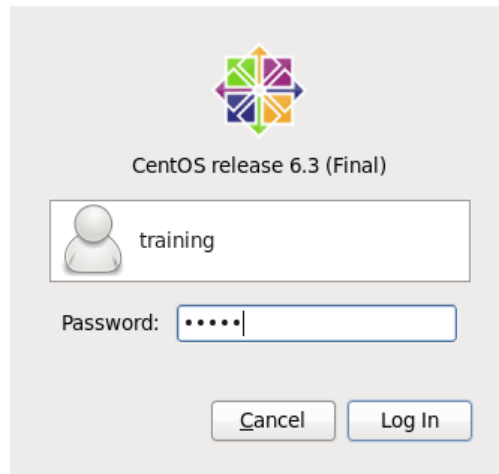 CentOS release 6.3 (Final)
training
Password: •••••
Cancel Log In